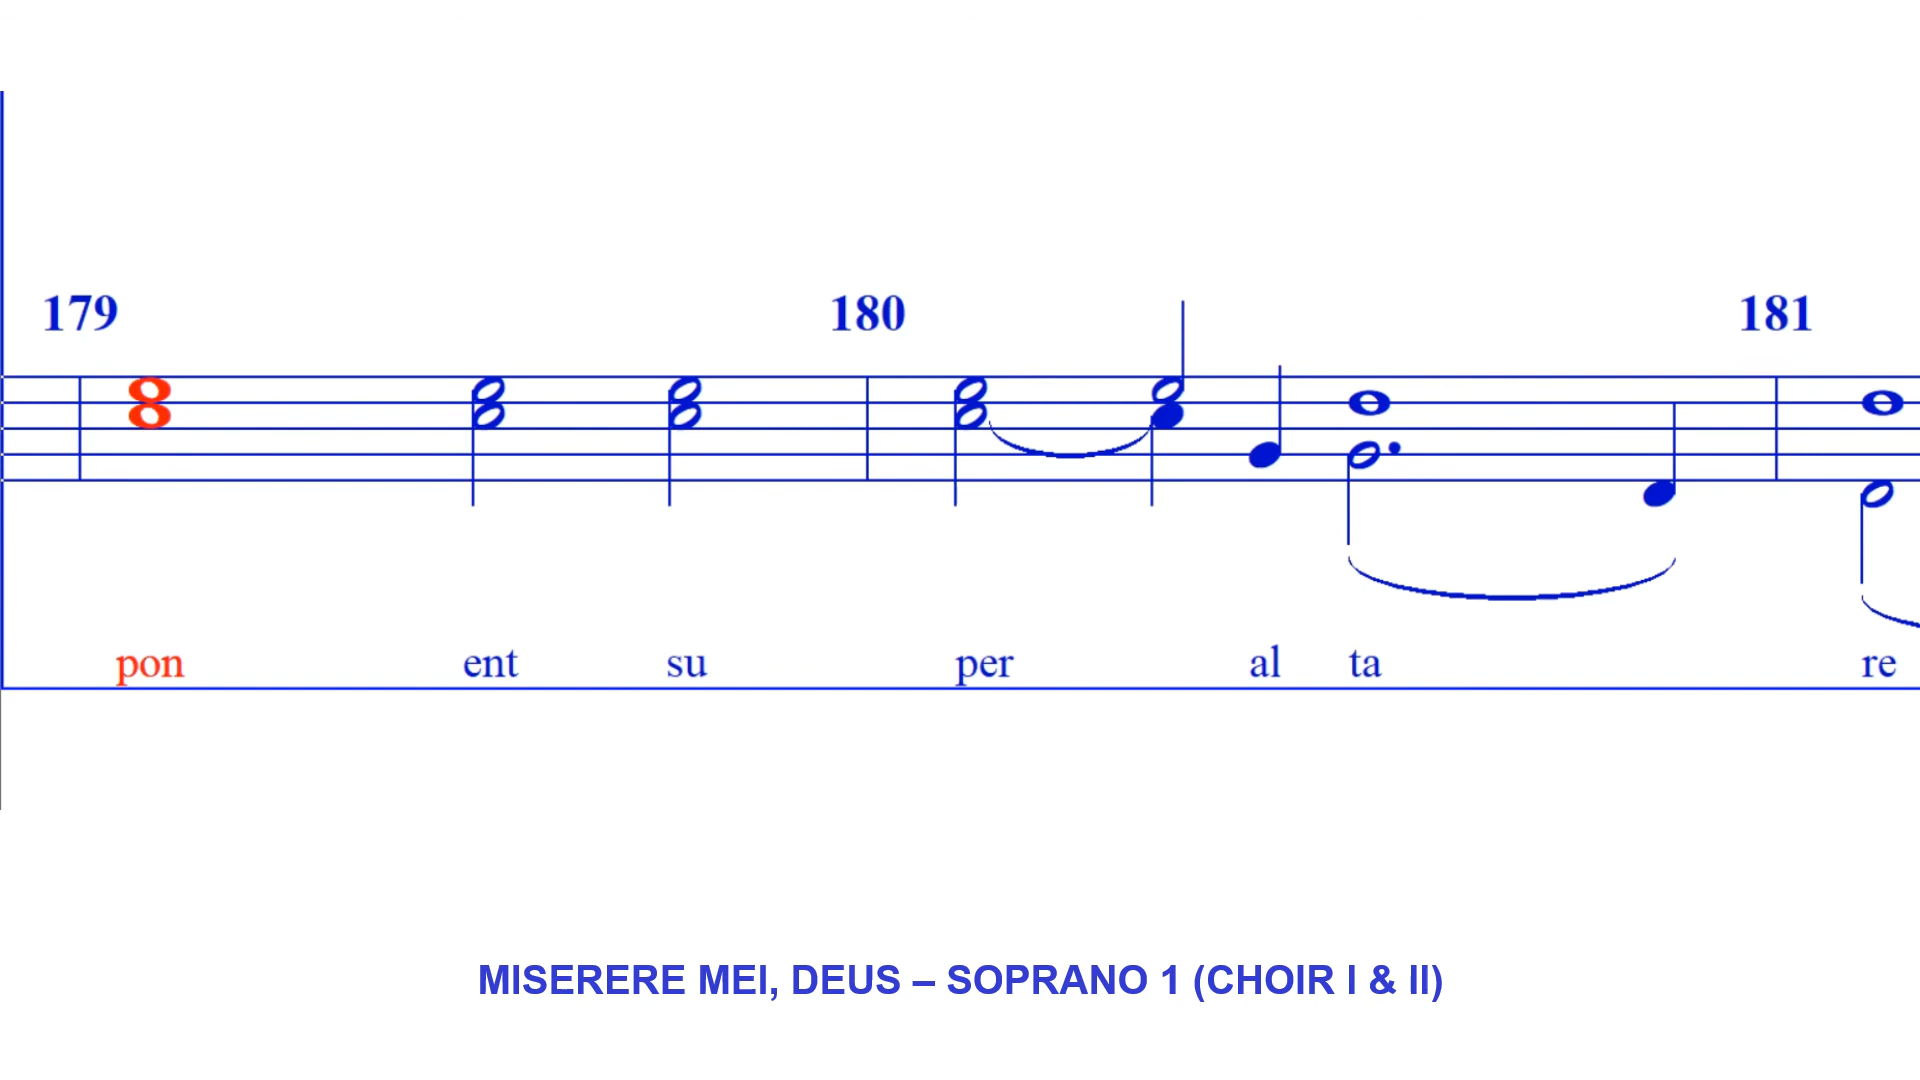 179 180 181
pon ent su per al ta re
MISERERE MEI, DEUS – SOPRANO 1 (CHOIR I & II)